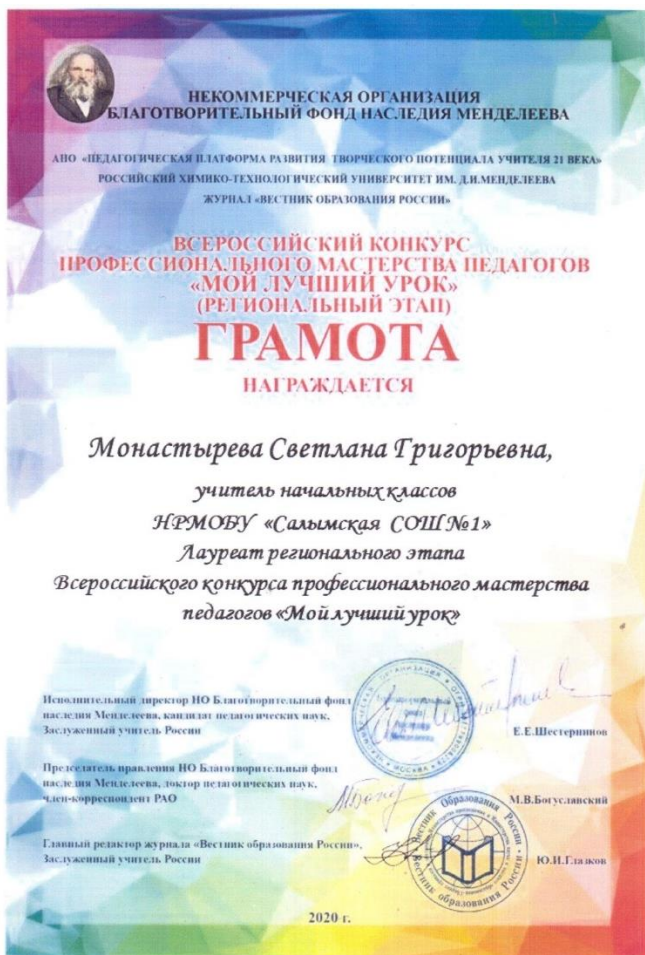 НЕКОММЕРЧЕСКАЯ ОРГАНИЗАЦИЯ
БЛАГОТВОРИТЕЛЬНЫЙ ФОНД НАСЛЕДИЯ МЕНДЕЛЕЕВА
АНО «ПЕДАГОГИЧЕСКАЯ ПЛАТФОРМА РАЗВИТИЯ ТВОРЧЕСКОГО ПОТЕНЦИАЛА УЧИТЕЛЯ 21 ВЕКА»
РОССИЙСКИЙ ХИМИКО-ТЕХНОЛОГИЧЕСКИЙ УНИВЕРСИТЕТ ИМ. Д.И.МЕНДЕЛЕЕВА
ЖУРНАЛ «ВЕСТНИК ОБРАЗОВАНИЯ РОССИИ»
ВСЕРОССИЙСКИЙ КОНКУРС
ПРОФЕССИОНАЛЬНОГО МАСТЕРСТВА ПЕДАГОГОВ
«МОЙ ЛУЧШИЙ УРОК»
(РЕГИОНАЛЬНЫЙ ЭТАП)
ГРАМОТА
НАГРАЖДАЕТСЯ
Монастырева Светлана Григорьевна,
учитель начальных классов
НРМОБУ «Салымская СОШ №1»
Лауреат регионального этапа
Всероссийского конкурса профессионального мастерства
педагогов «Мой лучший урок»
Исполнительный директор НО Благотворительный фонд
наследия Менделеева, кандидат педагогических наук,
Заслуженный учитель России
Е.Е.Шестернинов
Председатель правления НО Благотворительный фонд
наследия Менделеева, доктор педагогических наук,
член-корреспондент РАО
М.В.Богуславский
Главный редактор журнала «Вестник образования России»,
Заслуженный учитель России
Ю.И.Глазков
Вестник Образования России
Вестник образования России
2020 г.